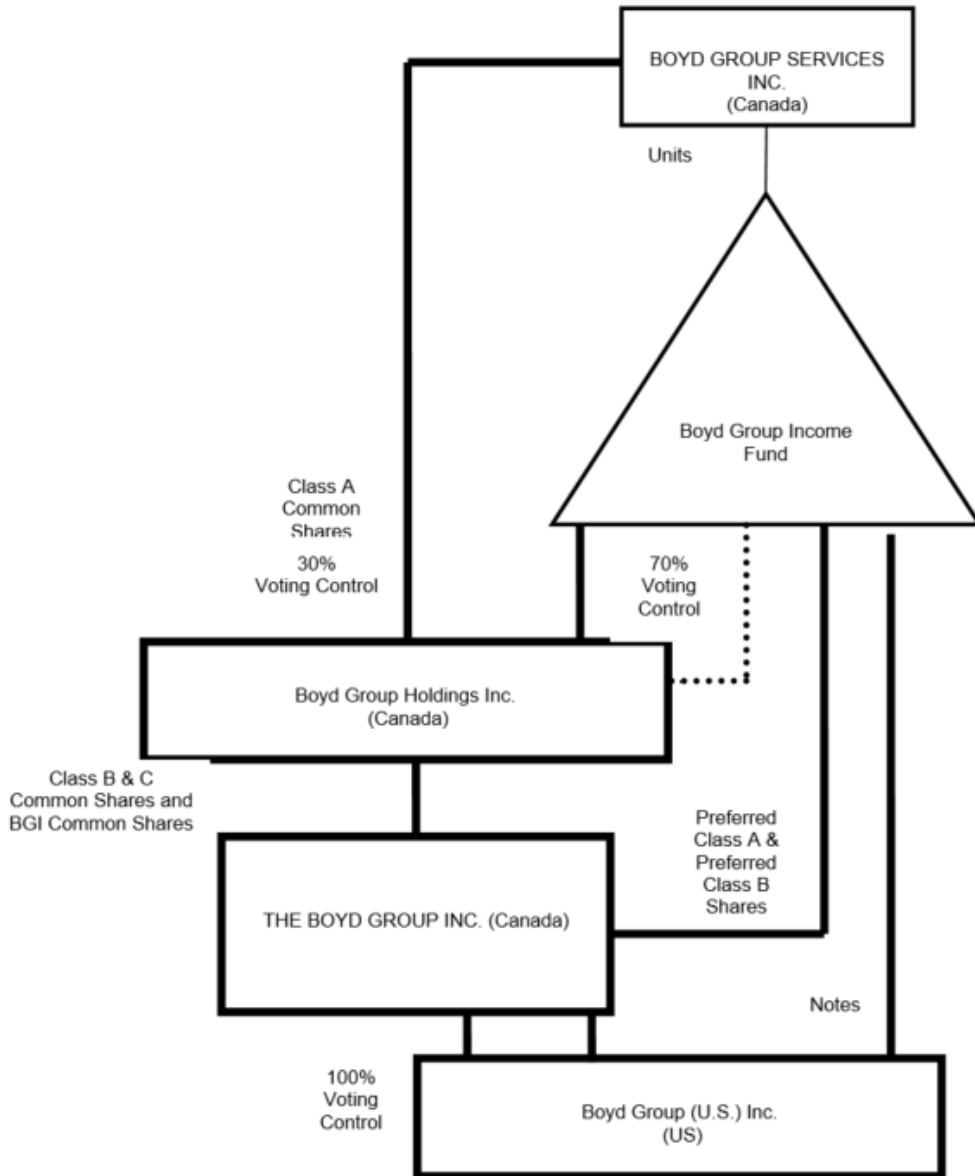 BOYD GROUP SERVICES
INC.
(Canada)
Units
Boyd Group Income
Fund
Class A
Common
Shares
30%
Voting Control
70%
Voting
Control
Boyd Group Holdings Inc.
(Canada)
Class B & C
Common Shares and
BGI Common Shares
Preferred
Class A &
Preferred
Class B
Shares
THE BOYD GROUP INC. (Canada)
Notes
100%
Voting
Control
Boyd Group (U.S.) Inc.
(US)